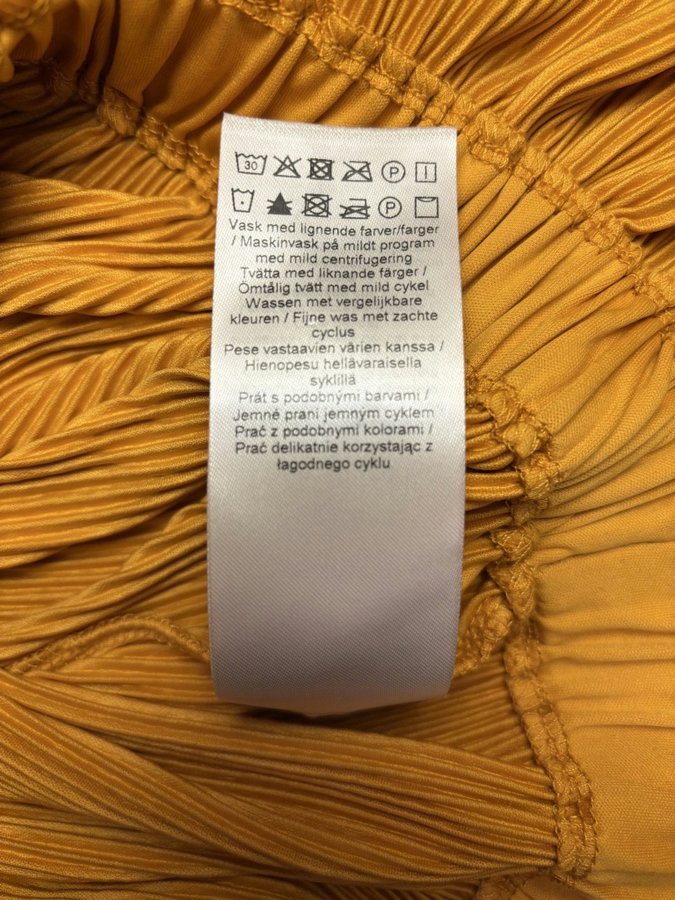 30 P
P
Vask med lignende farver/farger
/ Maskinvask på mildt program
med mild centrifugering
Tvätta med liknande färger /
Ömtålig tvätt med mild cykel
Wassen met vergelijkbare
kleuren / Fijne was met zachte
cyclus
Pese vastaavien värien kanssa /
Hienopesu hellävaraisella
syklillä
Prát s podobnými barvami /
Jemné praní jemným cyklem
Prać z podobnymi kolorami /
Prać delikatnie korzystając z
łagodnego cyklu